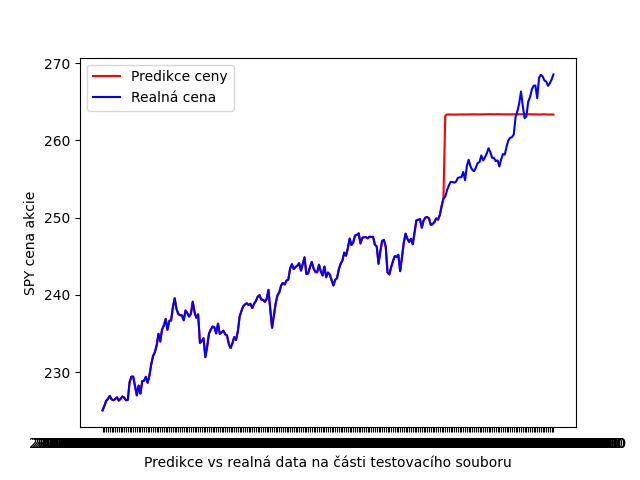 270
260
250
240
230
SPY cena akcie
Predikce ceny
Realná cena
Predikce vs realná data na části testovacího souboru